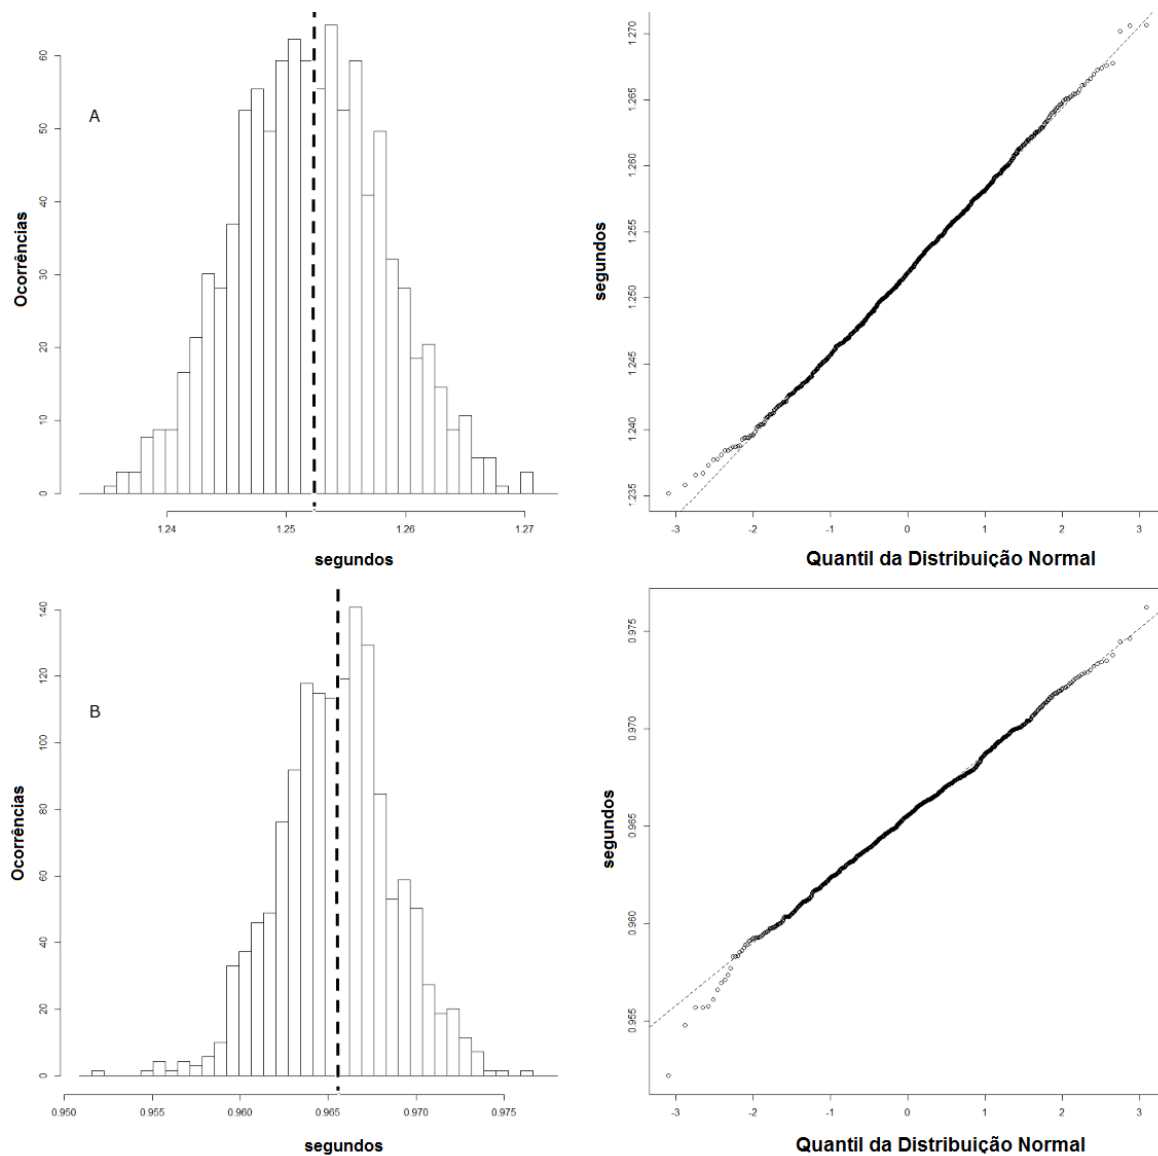 A
Ocorrências
0 10 20 30 40 50 60
1.24 1.25 1.26 1.27
segundos
segundos
1.235 1.240 1.245 1.250 1.255 1.260 1.265 1.270
-3 -2 -1 0 1 2 3
Quantil da Distribuição Normal
B
Ocorrências
0 20 40 60 80 100 120 140
0.950 0.955 0.960 0.965 0.970 0.975
segundos
segundos
0.955 0.960 0.965 0.970 0.975
-3 -2 -1 0 1 2 3
Quantil da Distribuição Normal